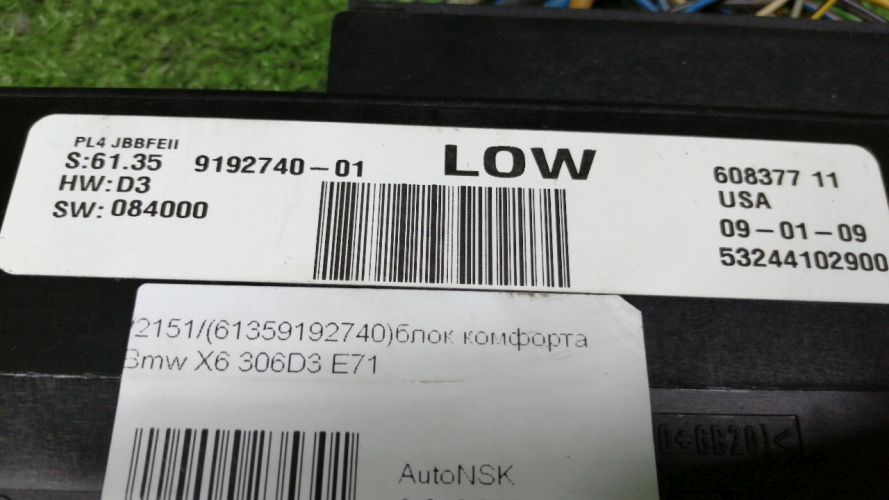 PL4 JBBFEII
S:61.35 9192740-01 LOW
HW:D3
SW: 084000
608377 11
USA
09-01-09
53244102900
2151/(61359192740)блок комфорта
Bmw X6 306D3 E71
AutoNSK